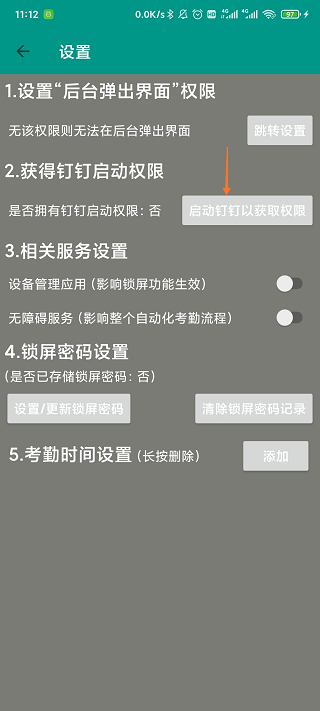 11:12
0.0K/s
4G
4G
97
设置
1.设置“后台弹出界面”权限
无该权限则无法在后台弹出界面
跳转设置
2.获得钉钉启动权限
是否拥有钉钉启动权限: 否
启动钉钉以获取权限
3.相关服务设置
设备管理应用（影响锁屏功能生效）
无障碍服务（影响整个自动化考勤流程）
4.锁屏密码设置
(是否已存储锁屏密码: 否)
设置/更新锁屏密码
清除锁屏密码记录
5.考勤时间设置（长按删除）
添加